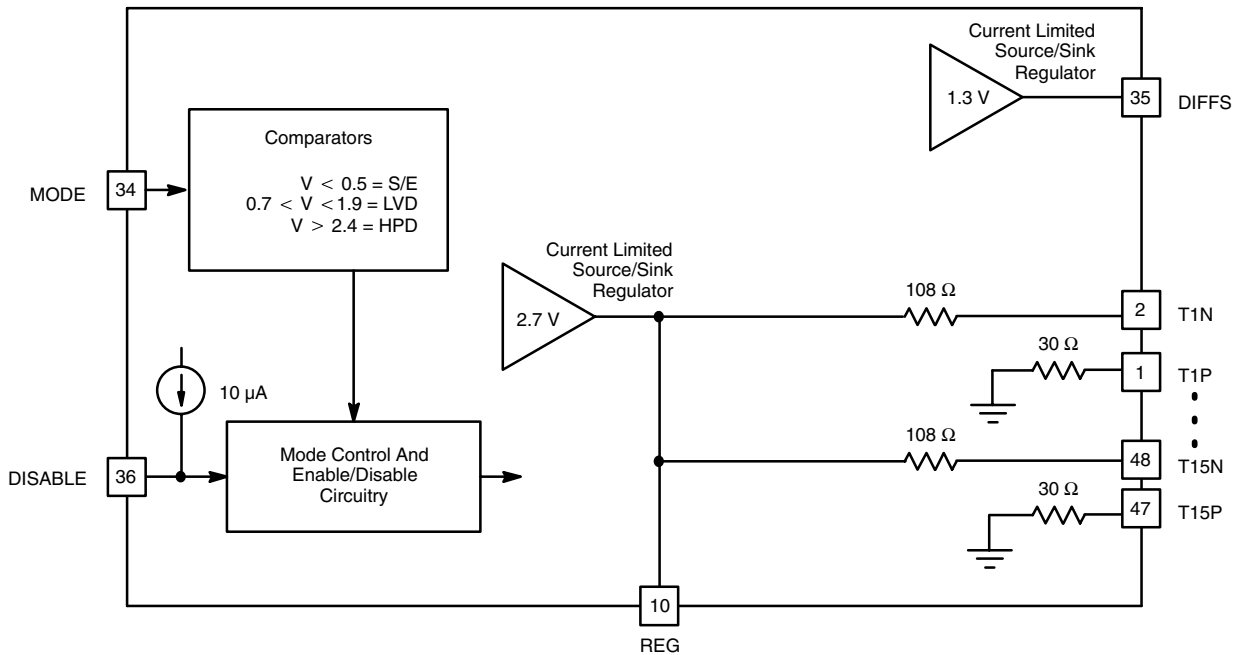 Current Limited
Source/Sink
Regulator
1.3 V
35
DIFFS
Comparators
V < 0.5 = S/E
0.7 < V <1.9 = LVD
V > 2.4 = HPD
MODE
34
Current Limited
Source/Sink
Regulator
2.7 V
108 Ω
2
T1N
30 Ω
1
T1P
10 μA
108 Ω
48
T15N
Mode Control And
Enable/Disable
Circuitry
DISABLE
36
30 Ω
47
T15P
10
REG